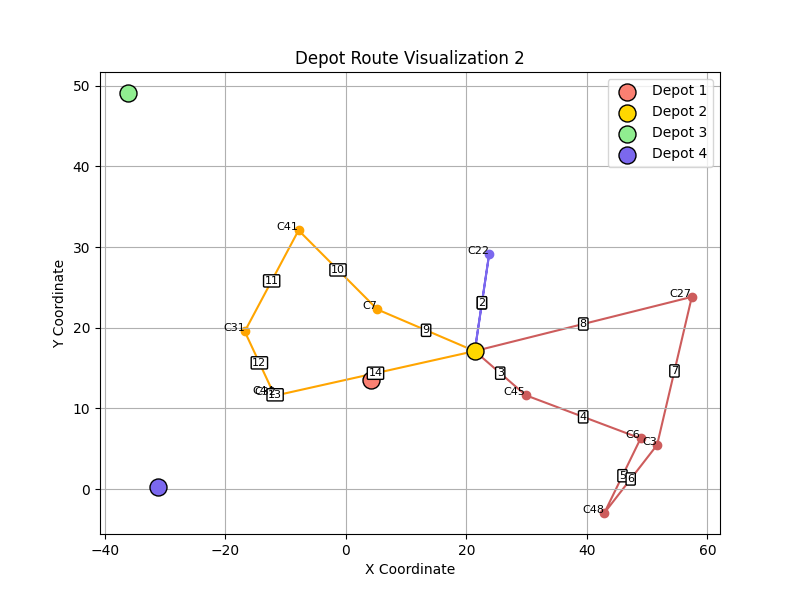 Depot Route Visualization 2
Depot 1
Depot 2
Depot 3
Depot 4
Y Coordinate
50
40
30
20
10
0
C41
C22
11
10
2
C27
C7
8
C31
9
12
14
3
7
13
C45
4
C6
C3
5
6
C48
−40
−20
0
20
40
60
X Coordinate